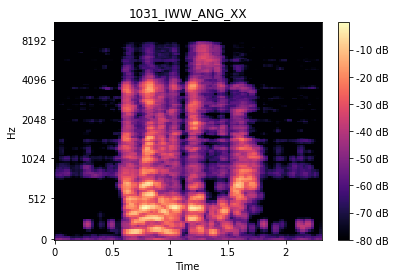 1031_IWW_ANG_XX
8192
4096
2048
1024
512
0
Hz
0 0.5 1 1.5 2
Time
-10 dB
-20 dB
-30 dB
-40 dB
-50 dB
-60 dB
-70 dB
-80 dB